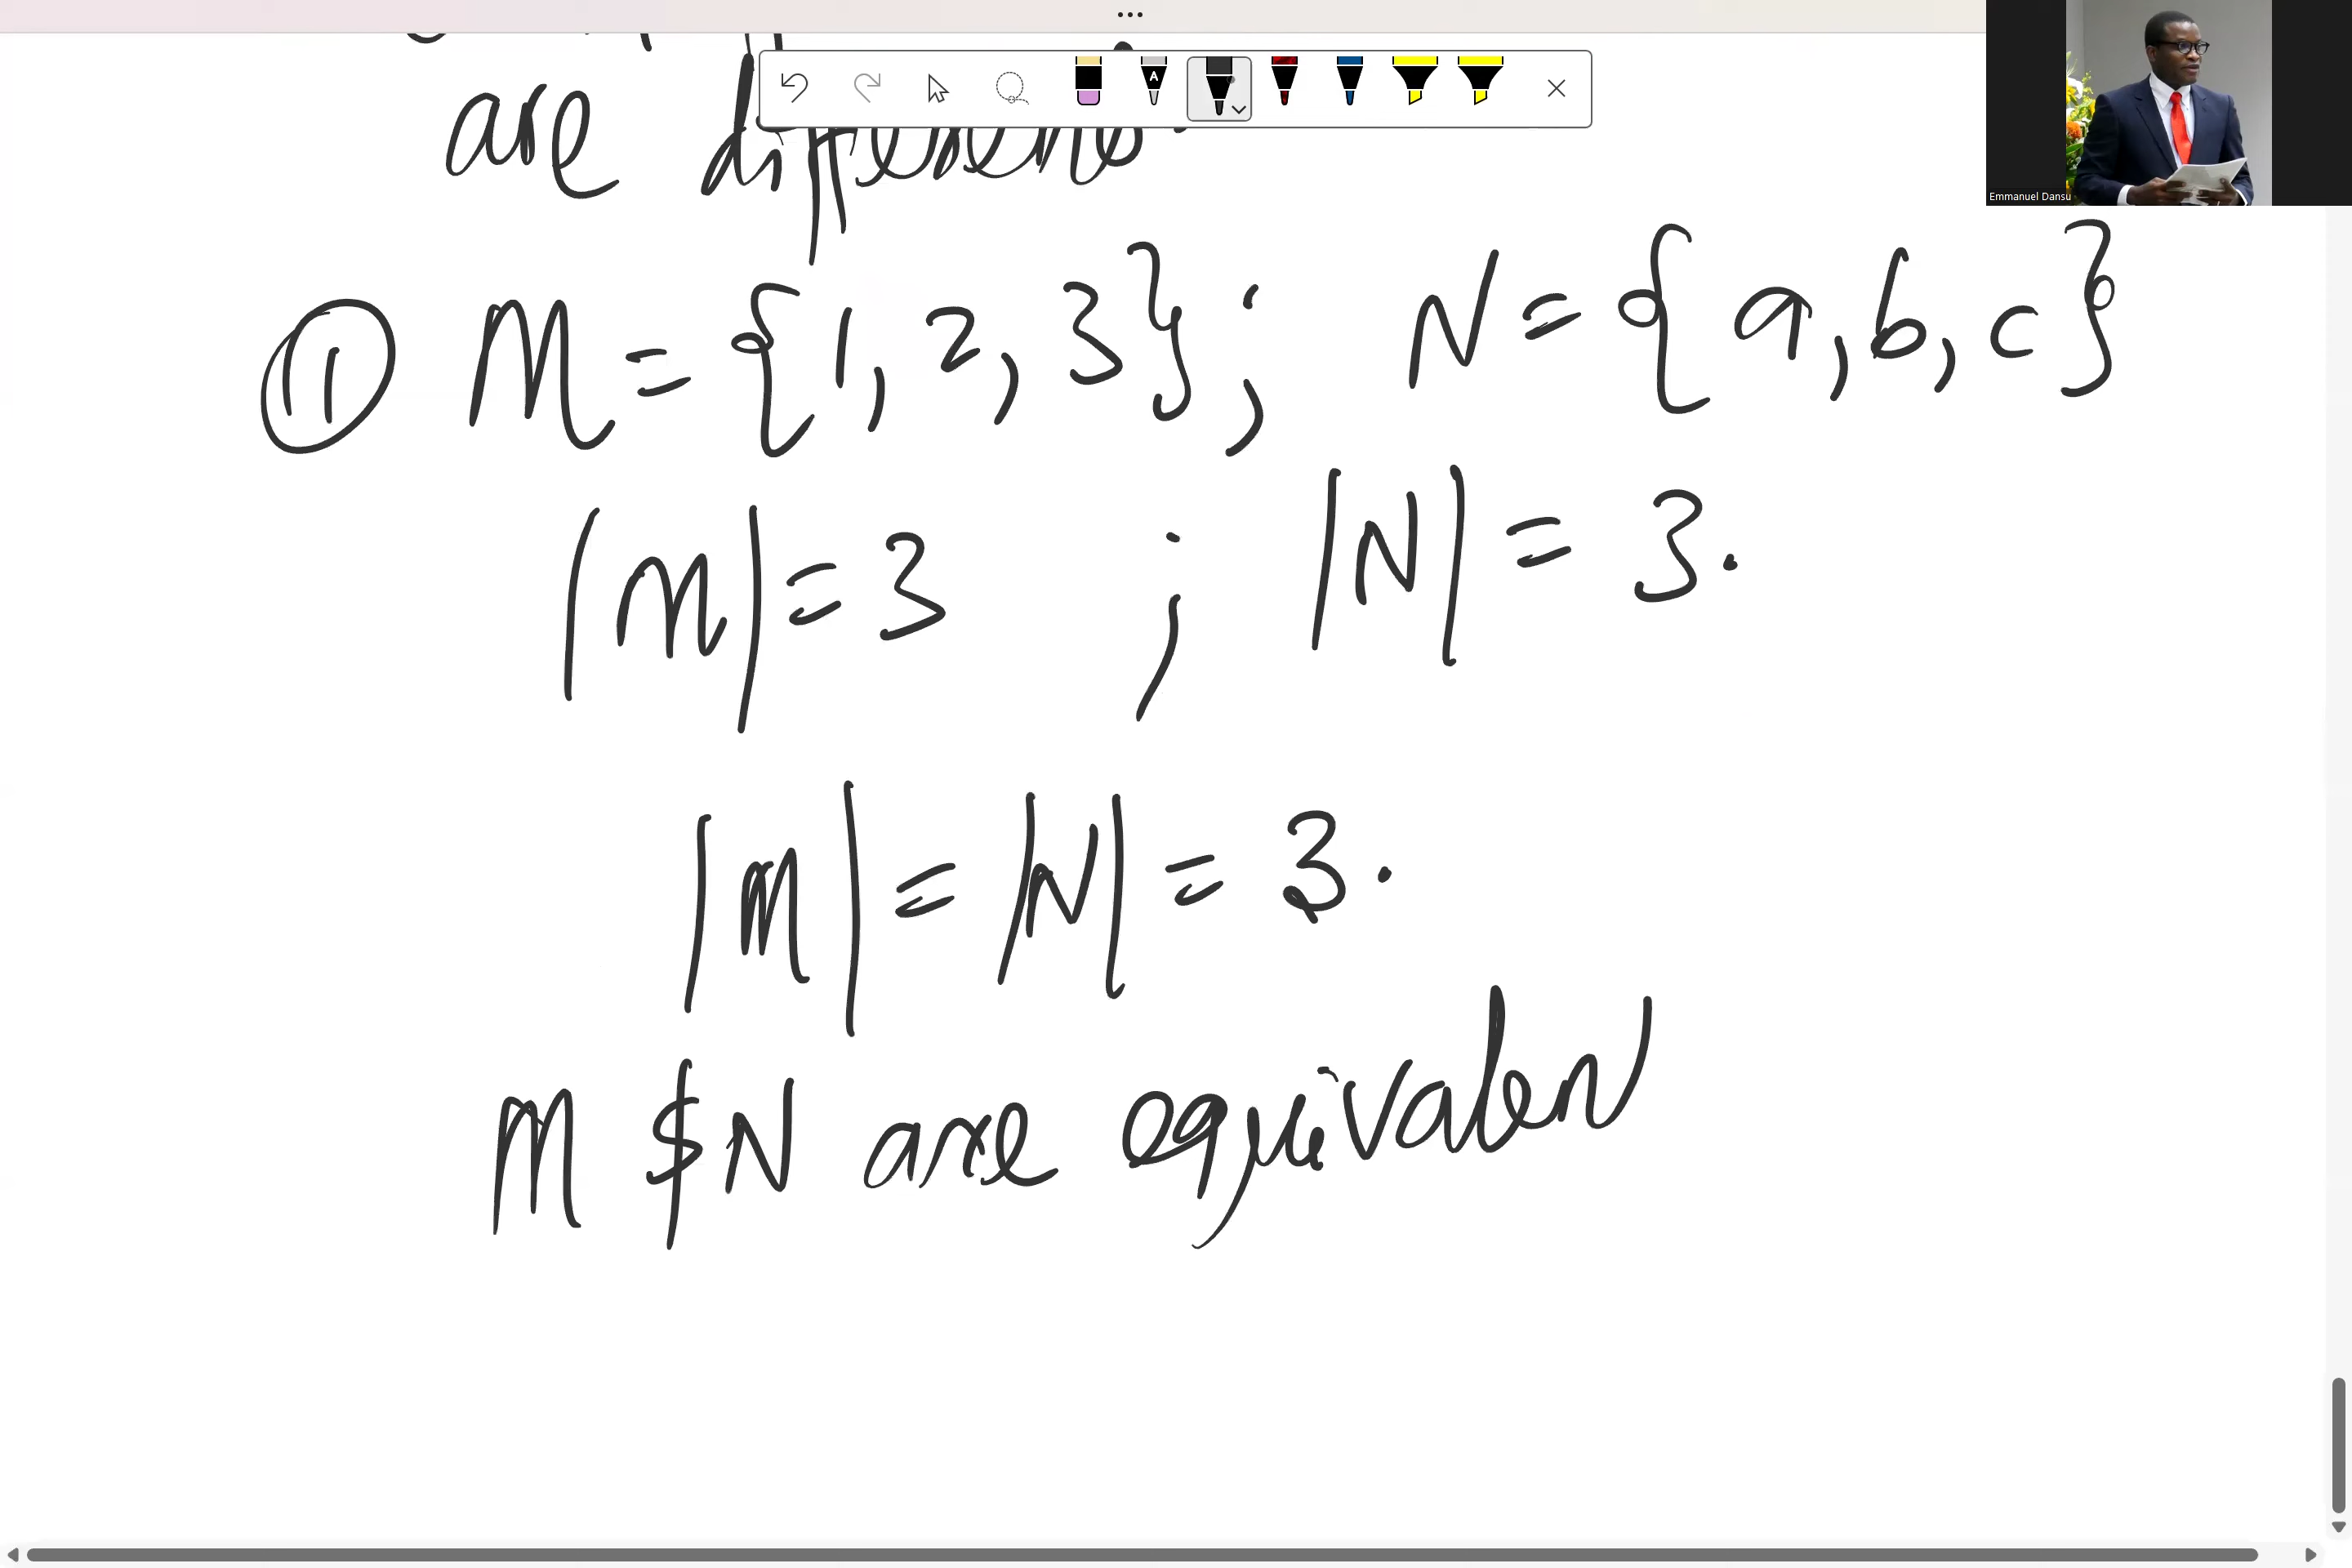 are different.
Emmanuel Dansu
① M = {1, 2, 3}; N = {a, b, c}
|M| = 3 ; |N| = 3.
|M| = |N| = 3.
M $ N are equivalen